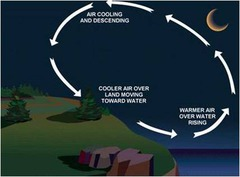 AIR COOLING
AND DESCENDING
COOLER AIR OVER
LAND MOVING
TOWARD WATER
WARMER AIR
OVER WATER
RISING